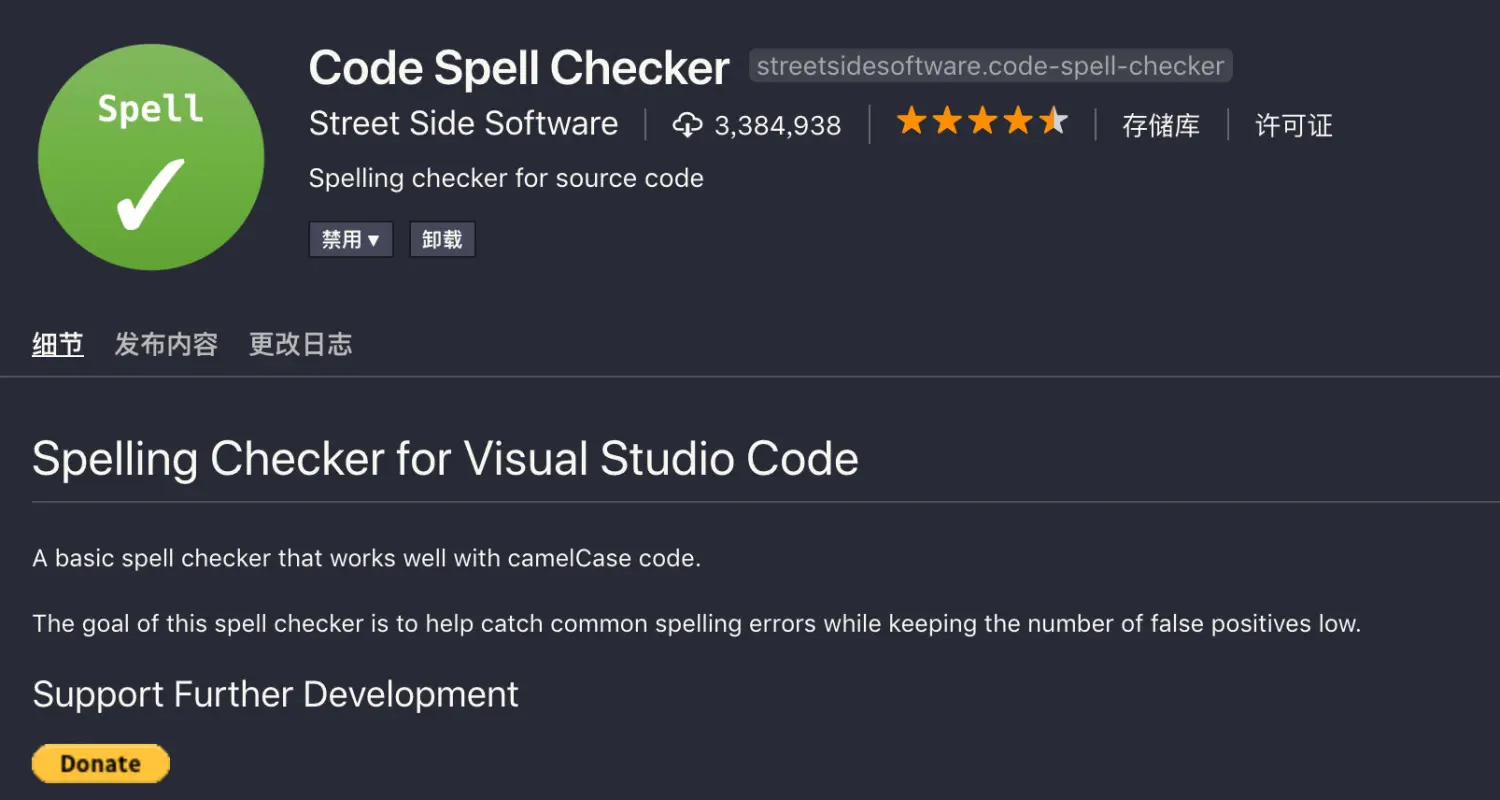 Spell
Code Spell Checker streetsidesoftware.code-spell-checker
Street Side Software 3,384,938 存储库 许可证
Spelling checker for source code
禁用 卸载
细节 发布内容 更改日志
Spelling Checker for Visual Studio Code
A basic spell checker that works well with camelCase code.
The goal of this spell checker is to help catch common spelling errors while keeping the number of false positives low.
Support Further Development
Donate